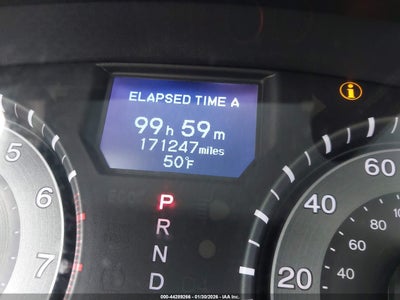 ELAPSED TIME A
99h 59m
171247miles
50°F
P
R
N
D
5
6
7
60
40
20
80
60
40
000-44289266 - 01/30/2026 - IAA Inc.